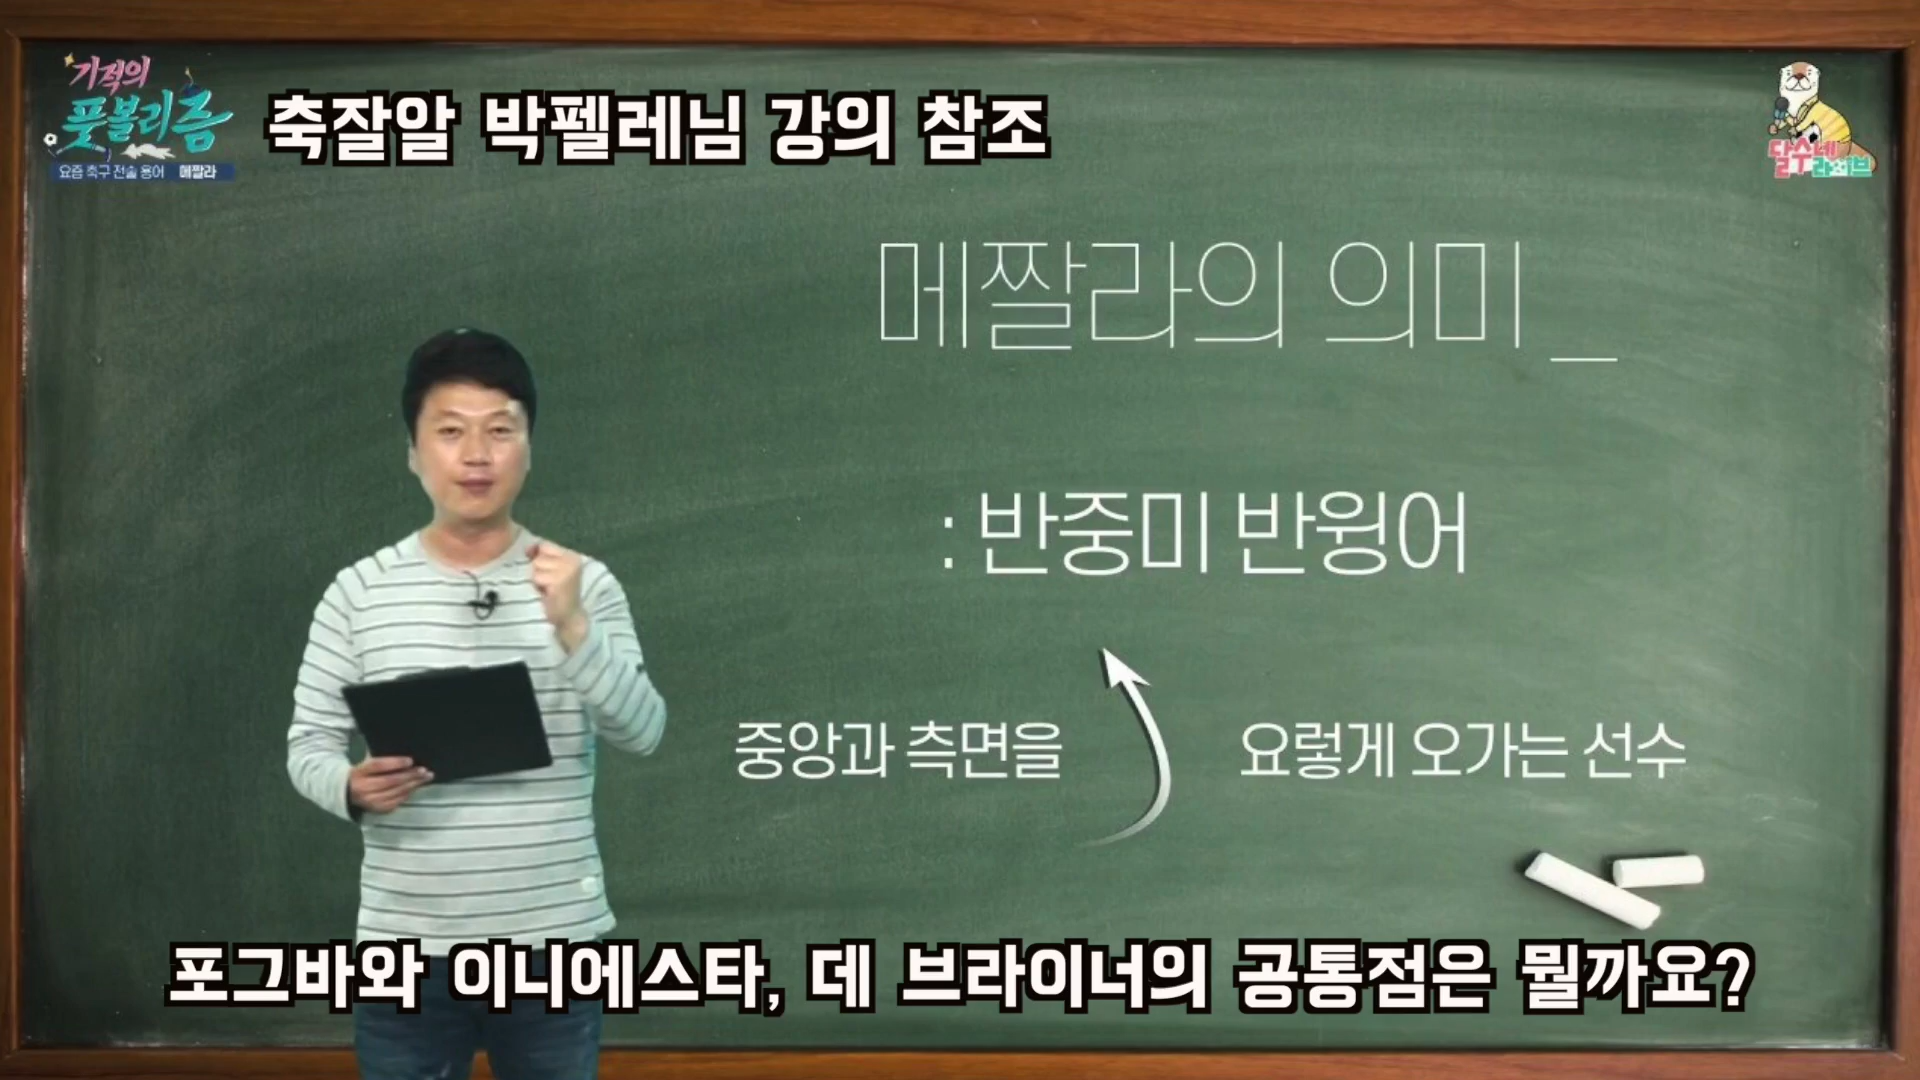 기적의
풋볼리즘
요즘 축구 전술 용어 메짤라
축잘알 박펠레님 강의 참조
달수네
라이브
메짤라의 의미_
: 반중미 반윙어
중앙과 측면을 요렇게 오가는 선수
포그바와 이니에스타, 데 브라이너의 공통점은 뭘까요?